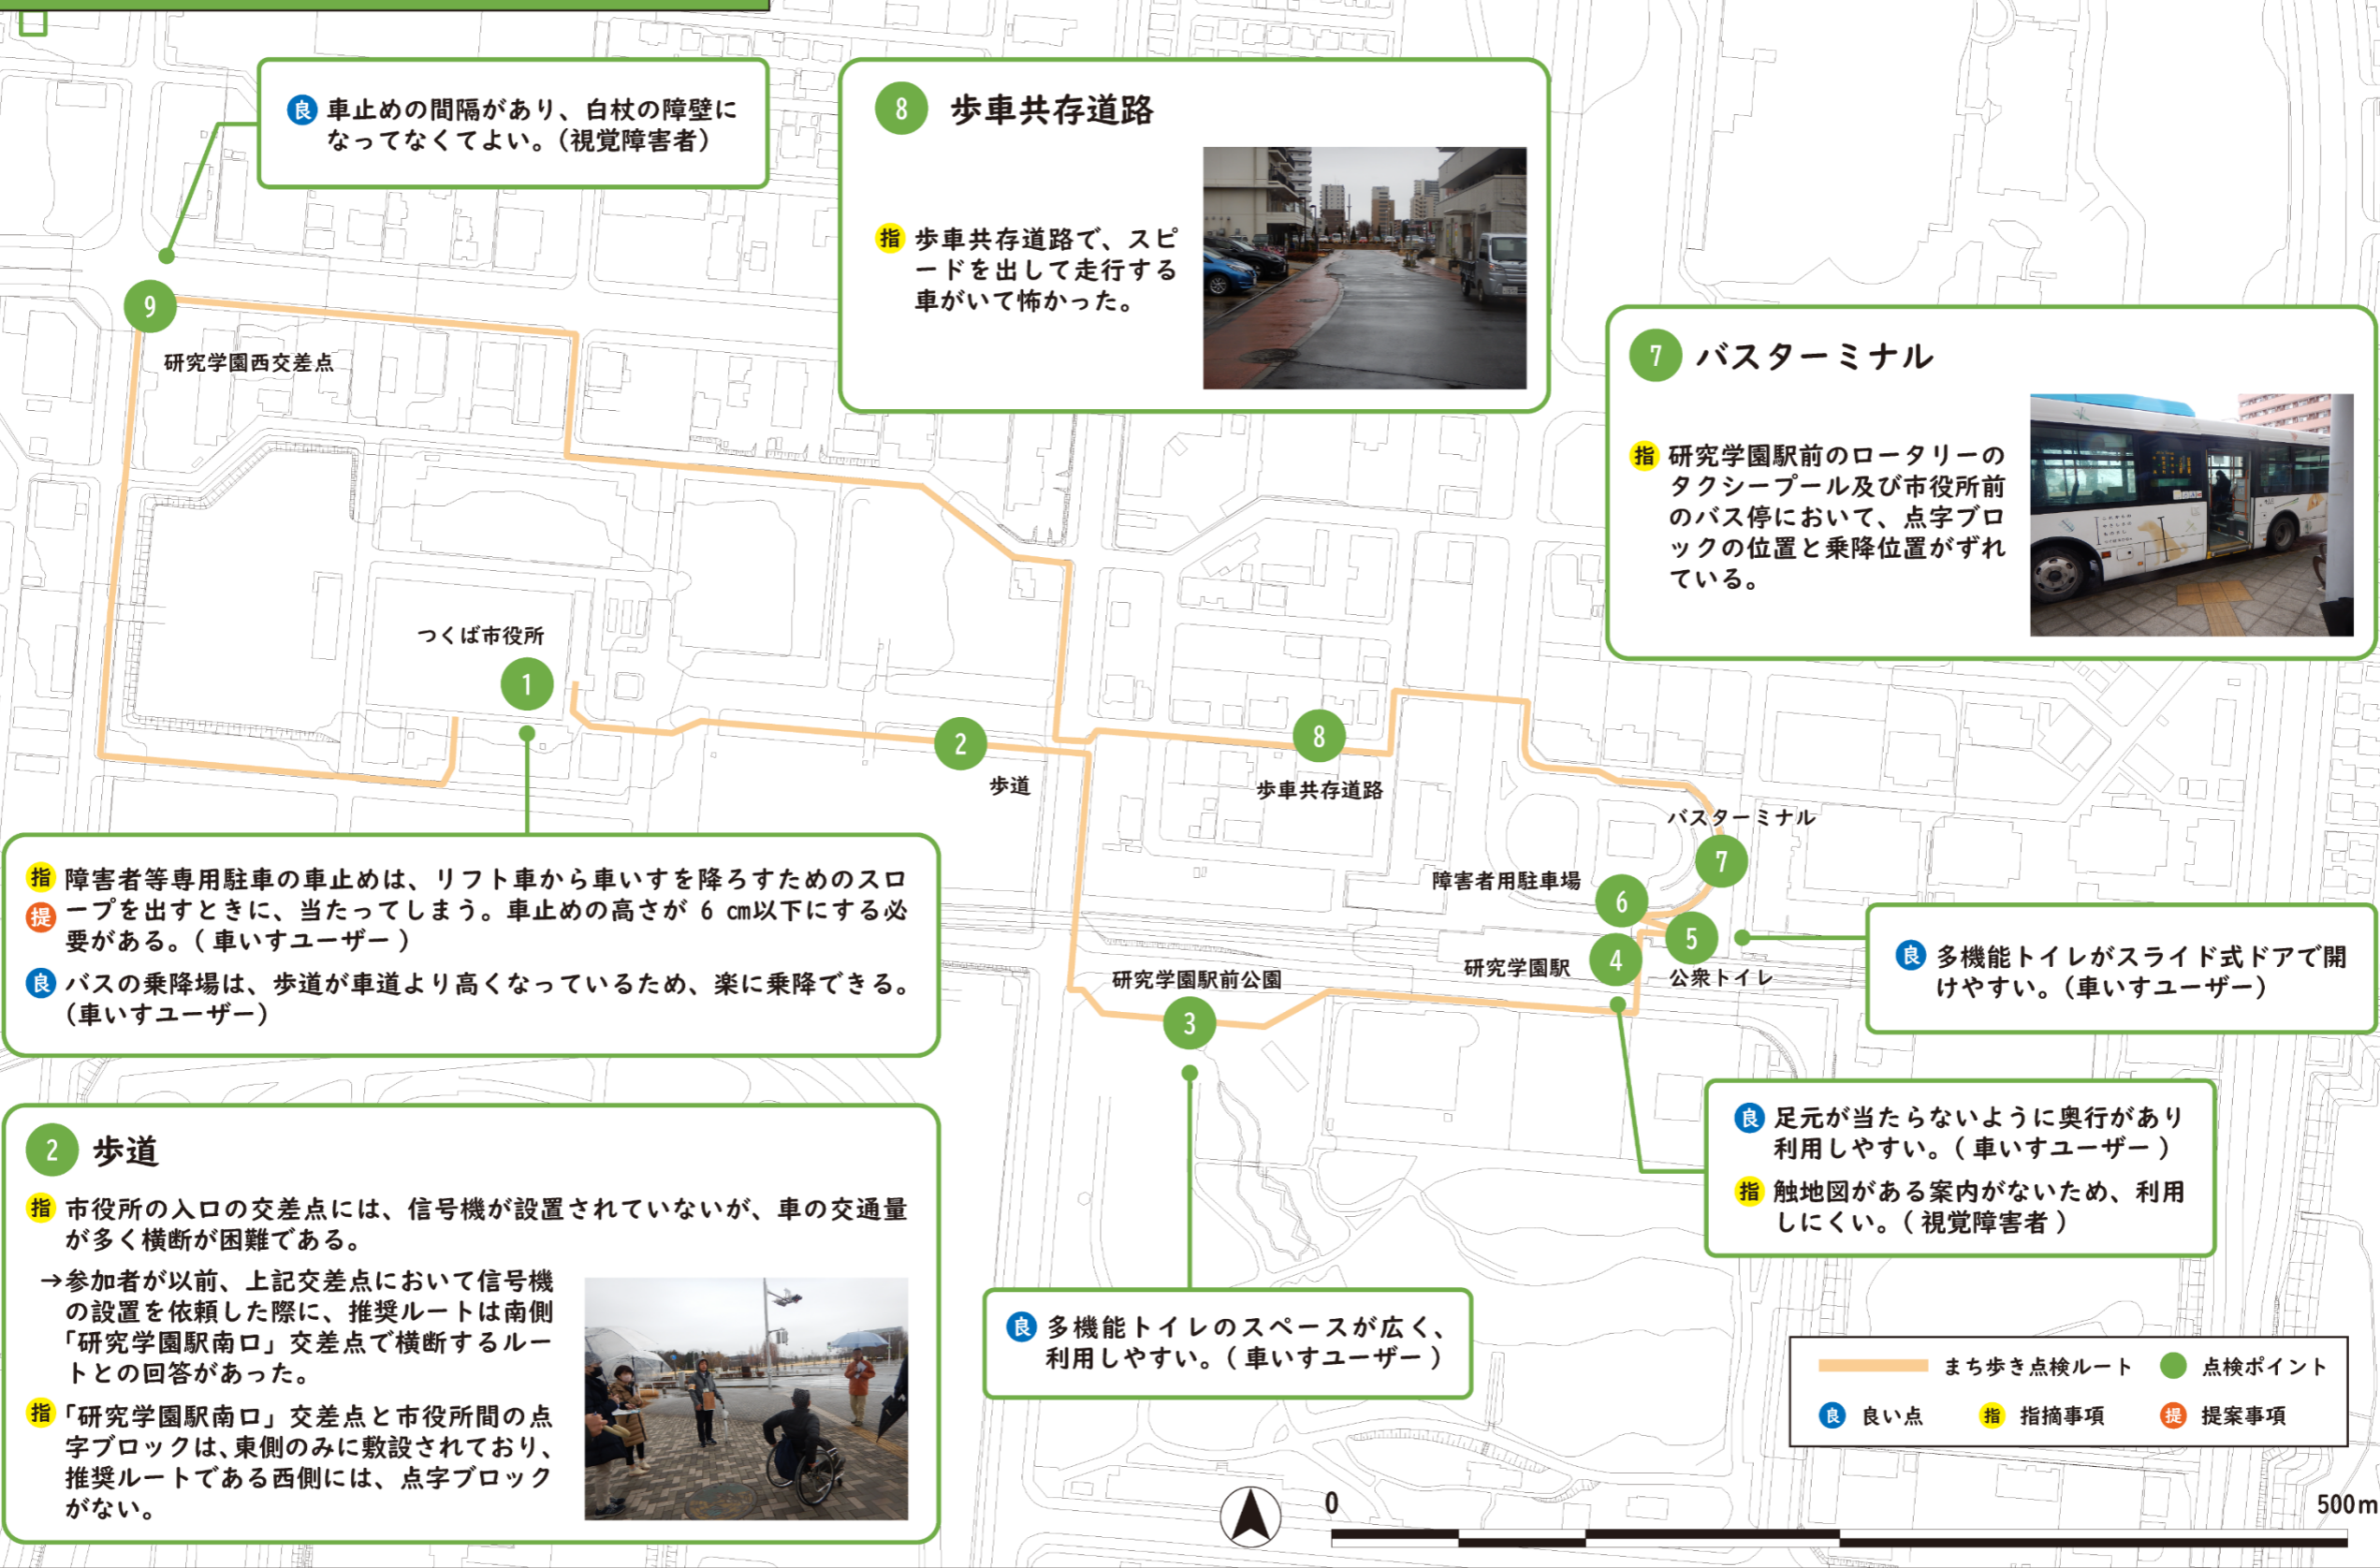 良 車止めの間隔があり、白杖の障壁に
なってなくてよい。(視覚障害者)
8 歩車共存道路
指 歩車共存道路で、スピ
ードを出して走行する
車がいて怖かった。
7 バスターミナル
指 研究学園駅前のロータリーの
タクシープール及び市役所前
のバス停において、点字ブロ
ックの位置と乗降位置がずれ
ている。
9
研究学園西交差点
つくば市役所
1
2
歩道
8
歩車共存道路
バスターミナル
7
障害者用駐車場
6
5
公衆トイレ
研究学園駅
4
研究学園駅前公園
3
指 提 障害者等専用駐車の車止めは、リフト車から車いすを降ろすためのスロ
ープを出すときに、当たってしまう。車止めの高さが 6 ㎝以下にする必
要がある。( 車いすユーザー )
良 バスの乗降場は、歩道が車道より高くなっているため、楽に乗降できる。
(車いすユーザー)
良 多機能トイレがスライド式ドアで開
けやすい。(車いすユーザー)
良 足元が当たらないように奥行があり
利用しやすい。( 車いすユーザー )
指 触地図がある案内がないため、利用
しにくい。( 視覚障害者 )
2 歩道
指 市役所の入口の交差点には、信号機が設置されていないが、車の交通量
が多く横断が困難である。
→参加者が以前、上記交差点において信号機
の設置を依頼した際に、推奨ルートは南側
「研究学園駅南口」交差点で横断するルー
トとの回答があった。
指 「研究学園駅南口」交差点と市役所間の点
字ブロックは、東側のみに敷設されており、
推奨ルートである西側には、点字ブロック
がない。
良 多機能トイレのスペースが広く、
利用しやすい。( 車いすユーザー )
まち歩き点検ルート 点検ポイント
良 良い点 指 指摘事項 提 提案事項
0 500m